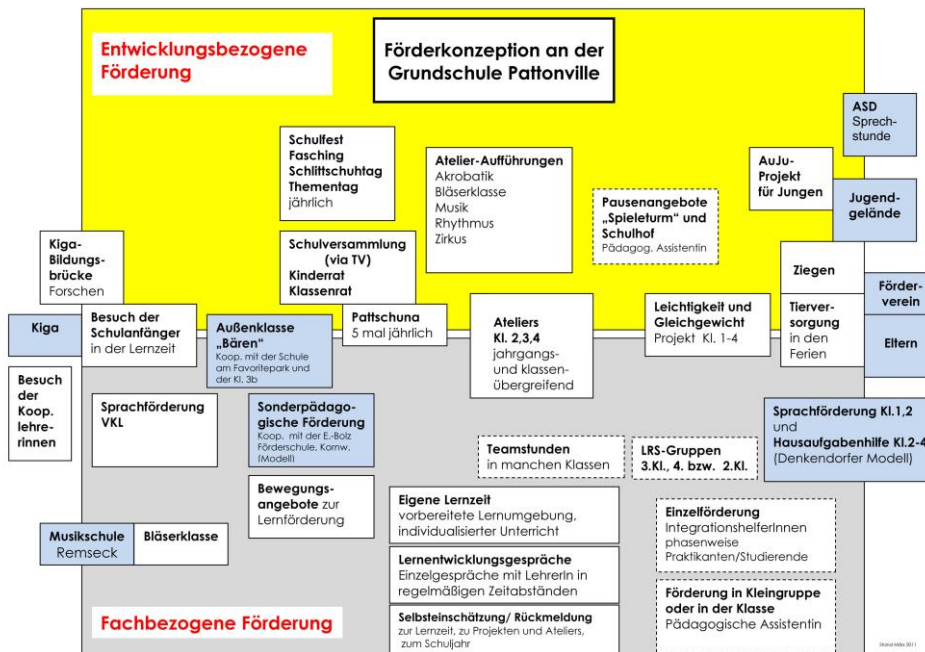 Entwicklungsbezogene
Förderung
Förderkonzeption an der
Grundschule Pattonville
ASD
Sprech-
stunde
Schulfest
Fasching
Schlittschuhtag
Thementag
jährlich
Atelier-Aufführungen
Akrobatik
Bläserklasse
Musik
Rhythmus
Zirkus
AuJu-
Projekt
für Jungen
Jugend-
gelände
Pausenangebote
„Spieleturm“ und
Schulhof
Pädagog. Assistentin
Kiga-
Bildungs-
brücke
Forschen
Schulversammlung
(via TV)
Kinderrat
Klassenrat
Ziegen
Förder-
verein
Kiga
Besuch der
Schulanfänger
in der Lernzeit
Außenklasse
„Bären“
Koop. mit der Schule
am Favoritepark und
der Kl. 3b
Pattschuna
5 mal jährlich
Ateliers
Kl. 2,3,4
jahrgangs-
und klassen-
übergreifend
Leichtigkeit und
Gleichgewicht
Projekt Kl. 1-4
Tierver-
sorgung
in den
Ferien
Eltern
Besuch
der
Koop.
lehre-
rinnen
Sprachförderung
VKL
Sonderpädago-
gische Förderung
Koop. mit der E.-Bolz
Förderschule, Kornw.
(Modell)
Teamstunden
in manchen Klassen
LRS-Gruppen
3.Kl., 4. bzw. 2.Kl.
Sprachförderung Kl.1,2
und
Hausaufgabenhilfe Kl.2-4
(Denkendorfer Modell)
Bewegungs-
angebote zur
Lernförderung
Eigene Lernzeit
vorbereitete Lernumgebung,
individualisierter Unterricht
Einzelförderung
IntegrationshelferInnen
phasenweise
Praktikanten/Studierende
Musikschule
Remseck
Bläserklasse
Lernentwicklungsgespräche
Einzelgespräche mit LehrerIn in
regelmäßigen Zeitabständen
Förderung in Kleingruppe
oder in der Klasse
Pädagogische Assistentin
Fachbezogene Förderung
Selbsteinschätzung/ Rückmeldung
zur Lernzeit, zu Projekten und Ateliers,
zum Schuljahr
Stand März 2011